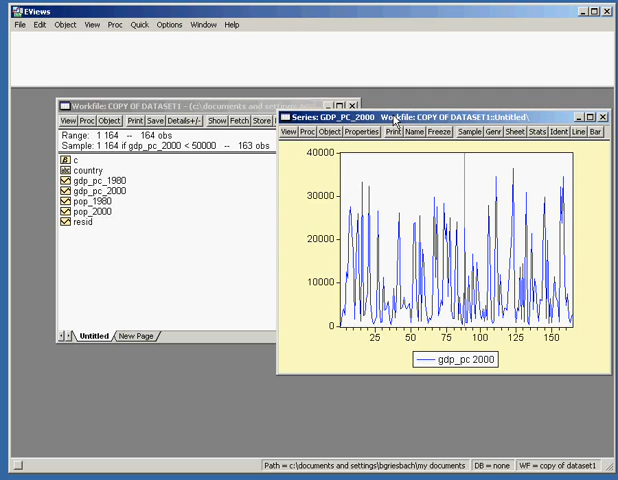 EViews
File Edit Object View Proc Quick Options Window Help
Workfile: COPY OF DATASET1 - (c:\documents and setting
View Proc Object Print Save Details+/- Show Fetch Store
Range: 1 164 -- 164 obs
Sample: 1 164 if gdp_pc_2000 < 50000 -- 163 obs
c
country
gdp_pc_1980
gdp_pc_2000
pop_1980
pop_2000
resid
Untitled New Page
Series: GDP_PC_2000 Workfile: COPY OF DATASET1::Untitled\
View Proc Object Properties Print Name Freeze Sample Genr Sheet Stats Ident Line Bar
40000
30000
20000
10000
0
25 50 75 100 125 150
gdp_pc 2000
Path = c:\documents and settings\bgriesbach\my documents DB = none WF = copy of dataset1